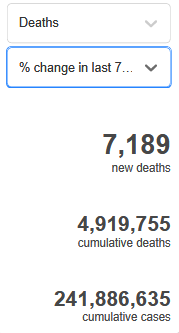 Deaths
% change in last 7...
7,189
new deaths
4,919,755
cumulative deaths
241,886,635
cumulative cases